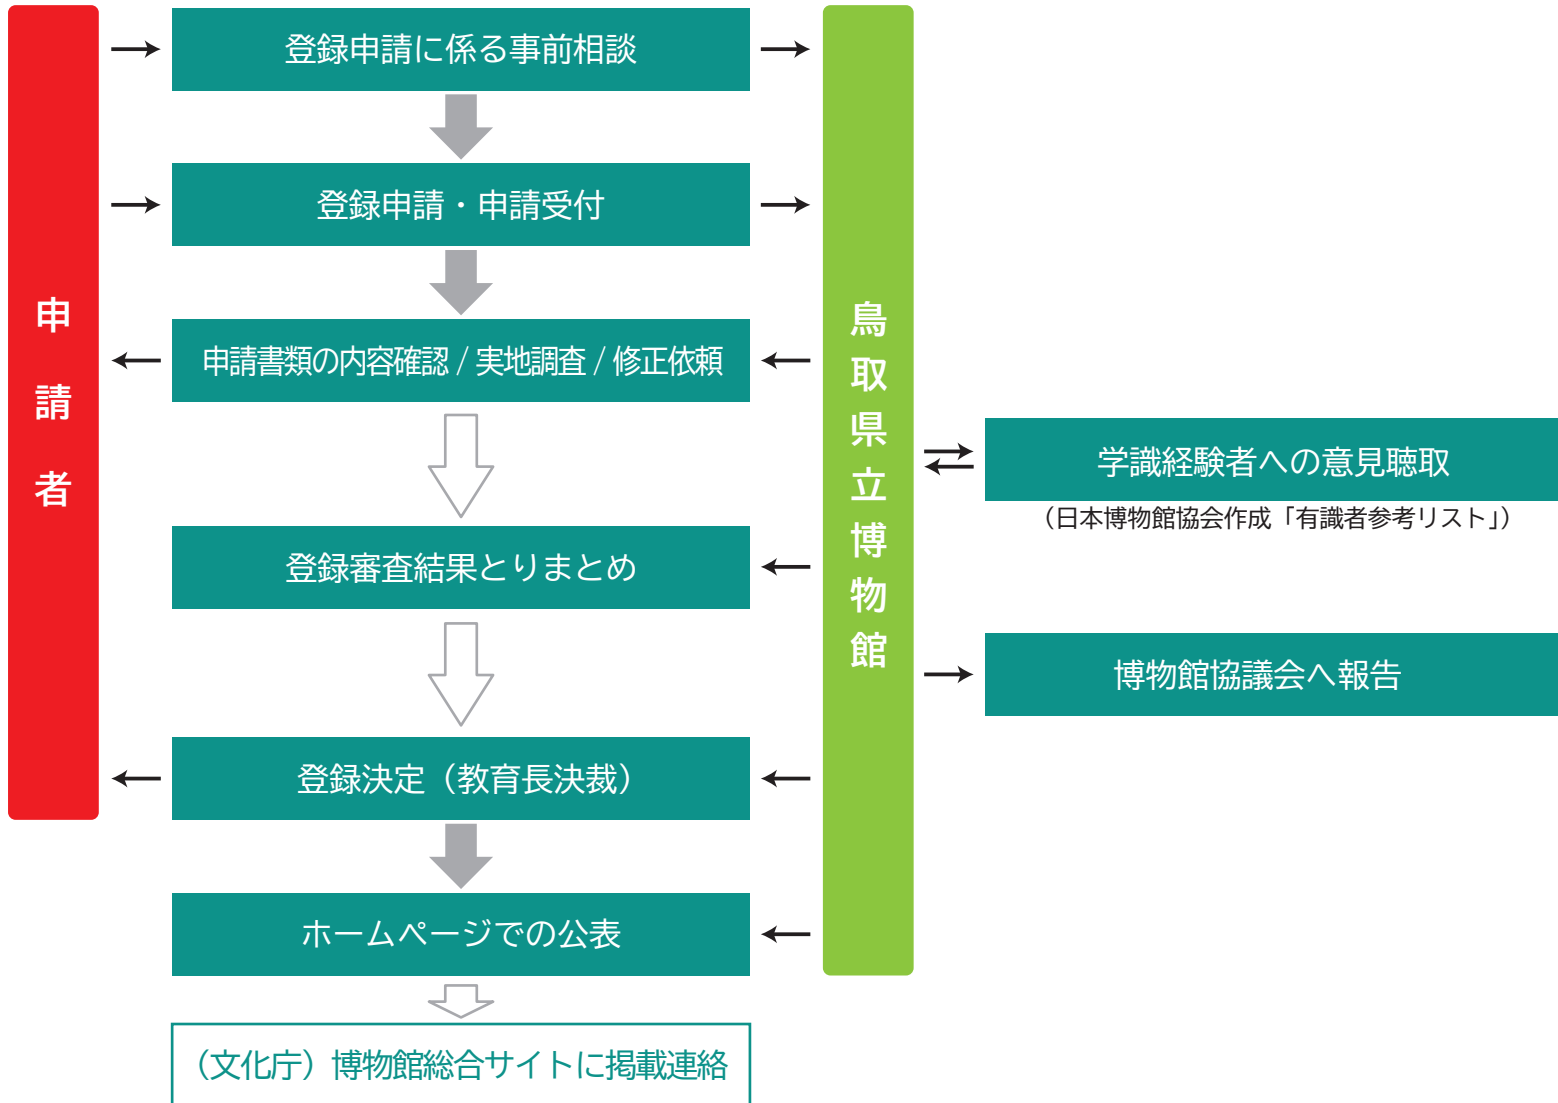 申請者
登録申請に係る事前相談
登録申請・申請受付
申請書類の内容確認 / 実地調査 / 修正依頼
登録審査結果とりまとめ
登録決定（教育長決裁）
ホームページでの公表
（文化庁）博物館総合サイトに掲載連絡
鳥取県立博物館
学識経験者への意見聴取
（日本博物館協会作成「有識者参考リスト」）
博物館協議会へ報告